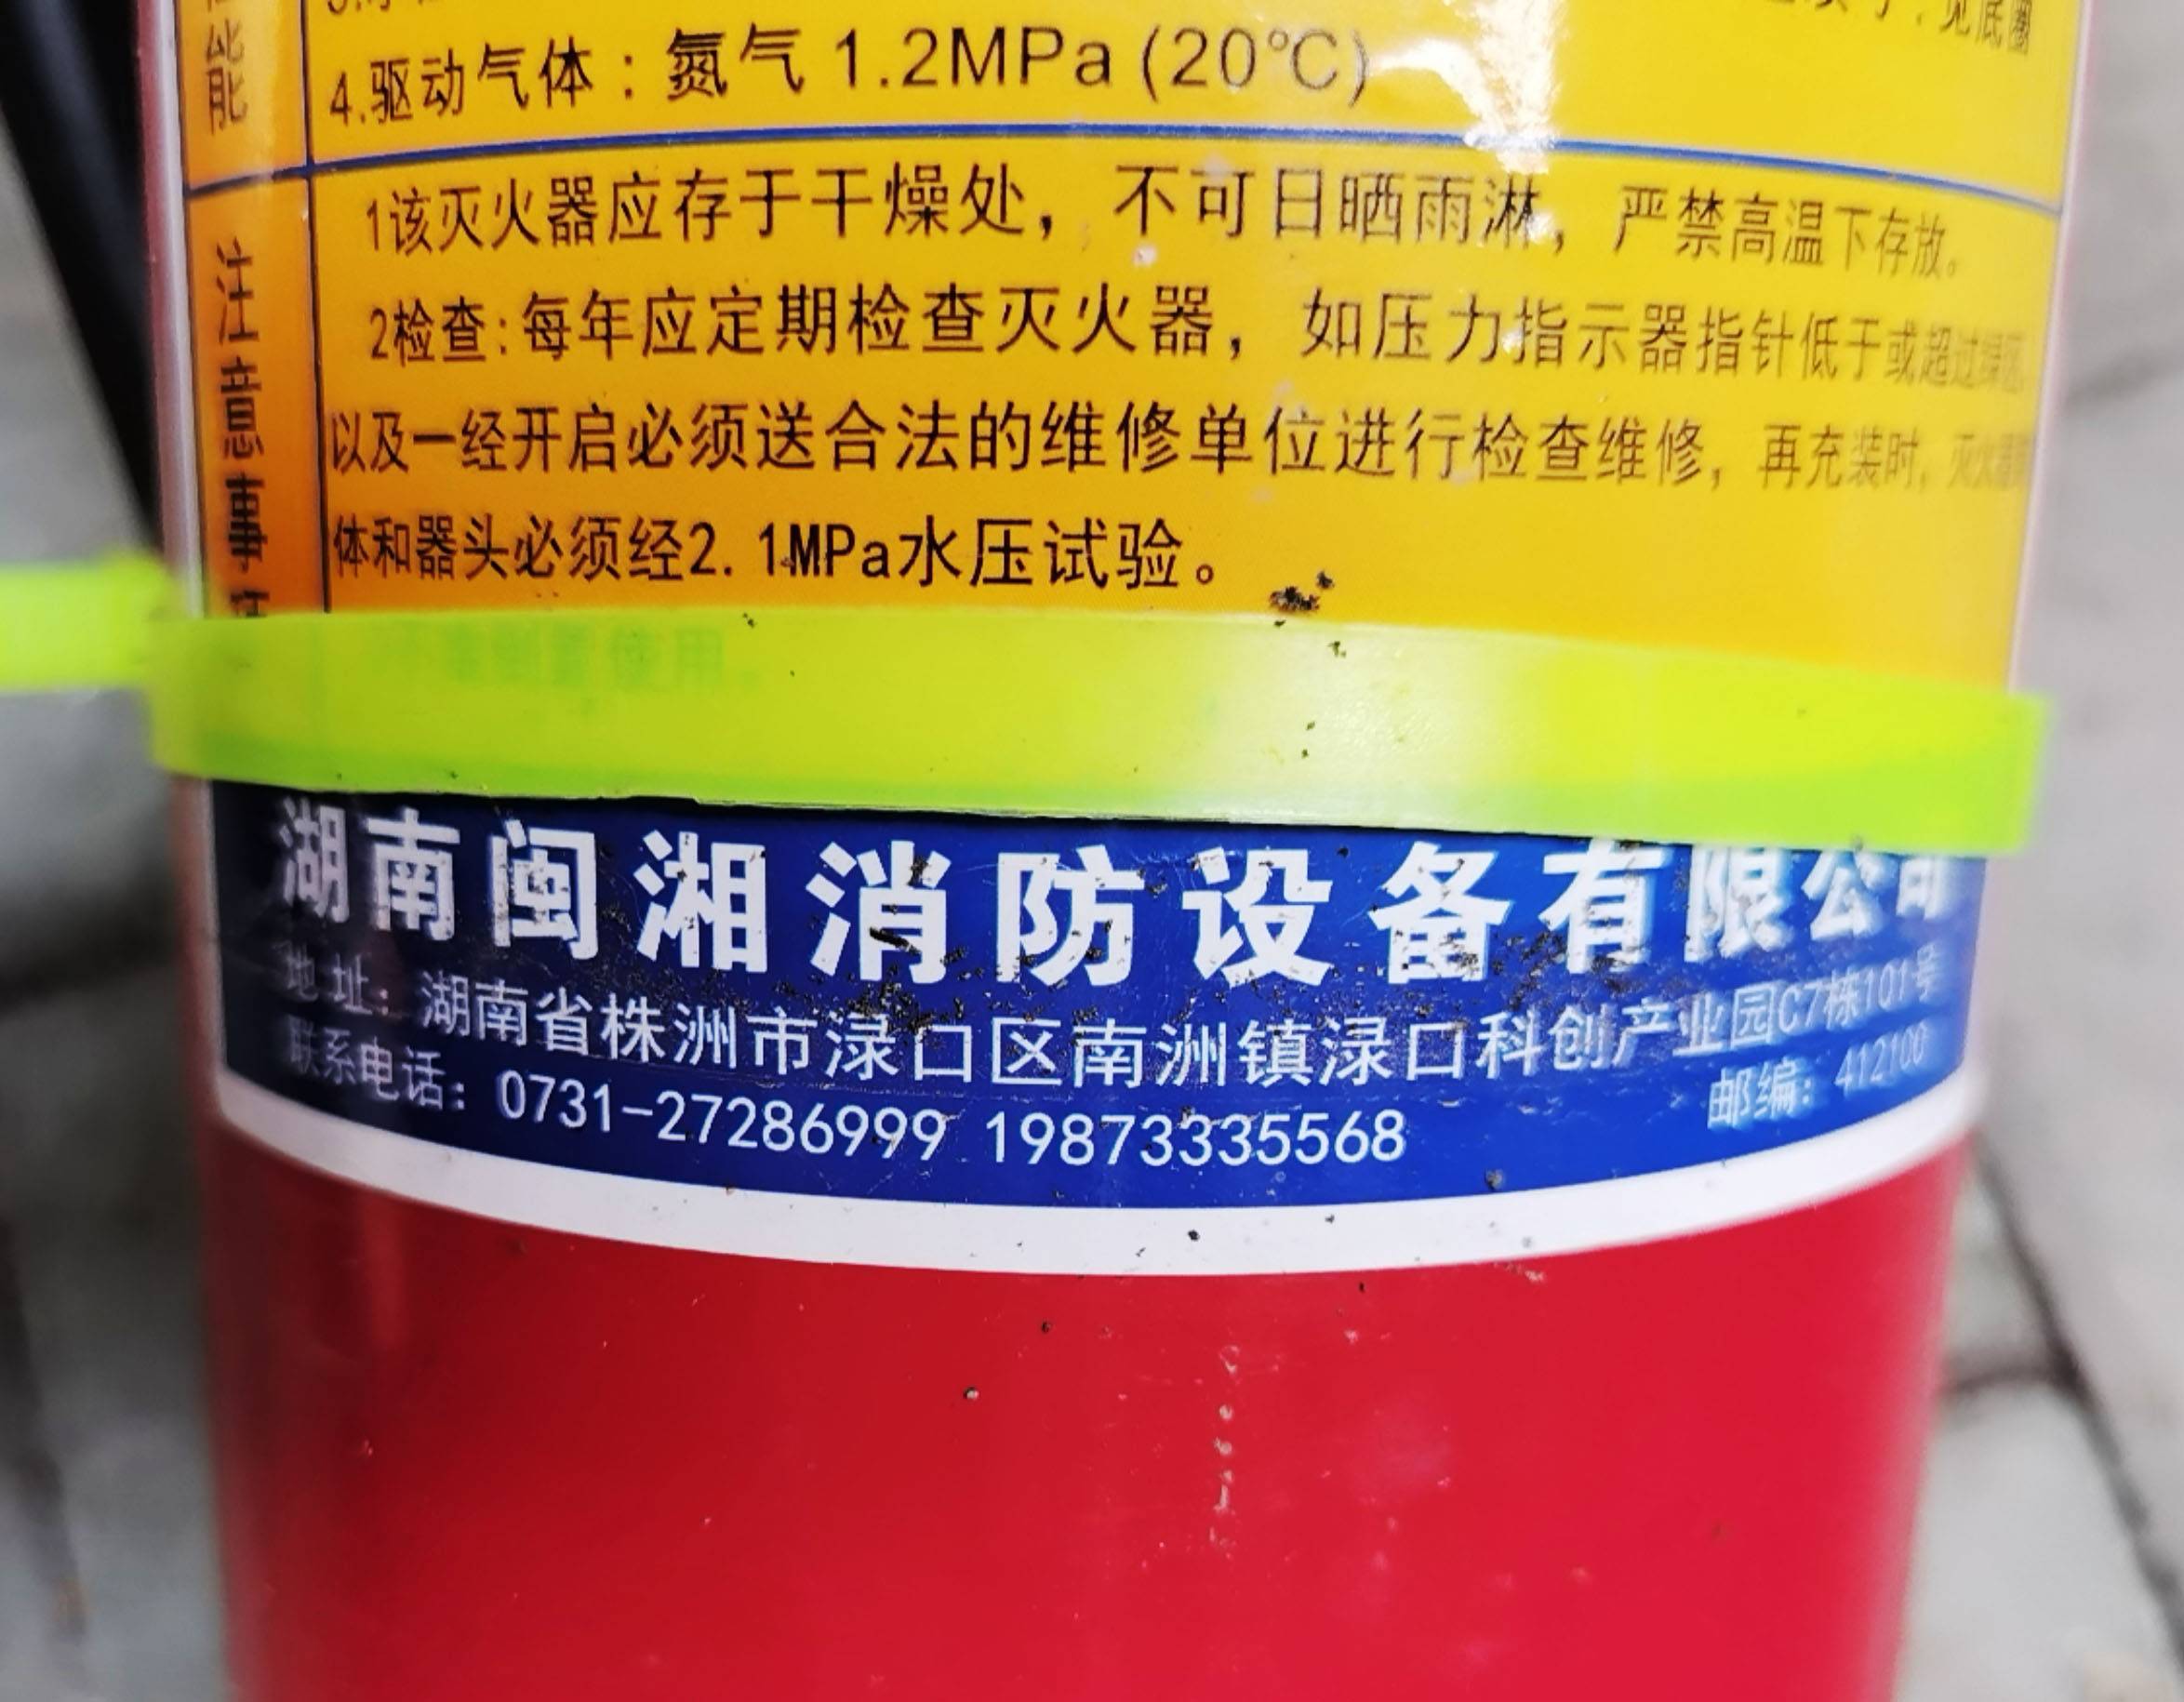 能
见底圈
4.驱动气体：氮气 1.2MPa (20℃)
注意事
1该灭火器应存于干燥处，不可日晒雨淋，严禁高温下存放。
2检查:每年应定期检查灭火器，如压力指示器指针低于或超过绿区
以及一经开启必须送合法的维修单位进行检查维修，再充装时，灭火器
体和器头必须经2.1MPa水压试验。
倒置使用。
湖南闽湘消防设备有限公司
地址：湖南省株洲市渌口区南洲镇渌口科创产业园C7栋101号
联系电话：0731-27286999 19873335568
邮编：412100